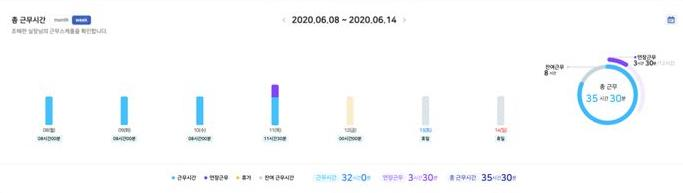 총 근무시간 month week
조혜한 실장님의 근무스케줄을 확인합니다.
2020.06.08 ~ 2020.06.14
연장근무
3시간 30분 /12시간
잔여근무
8 시간
총 근무
35 시간 30분
08(월) 09(화) 10(수) 11(목) 12(금) 13(토) 14(일)
08시간00분 08시간00분 08시간00분 11시간30분 00시간00분 휴일 휴일
근무시간 연장근무 휴가 잔여 근무시간 근무시간 32시간0분 연장근무 3시간30분 총 근무시간 35시간30분